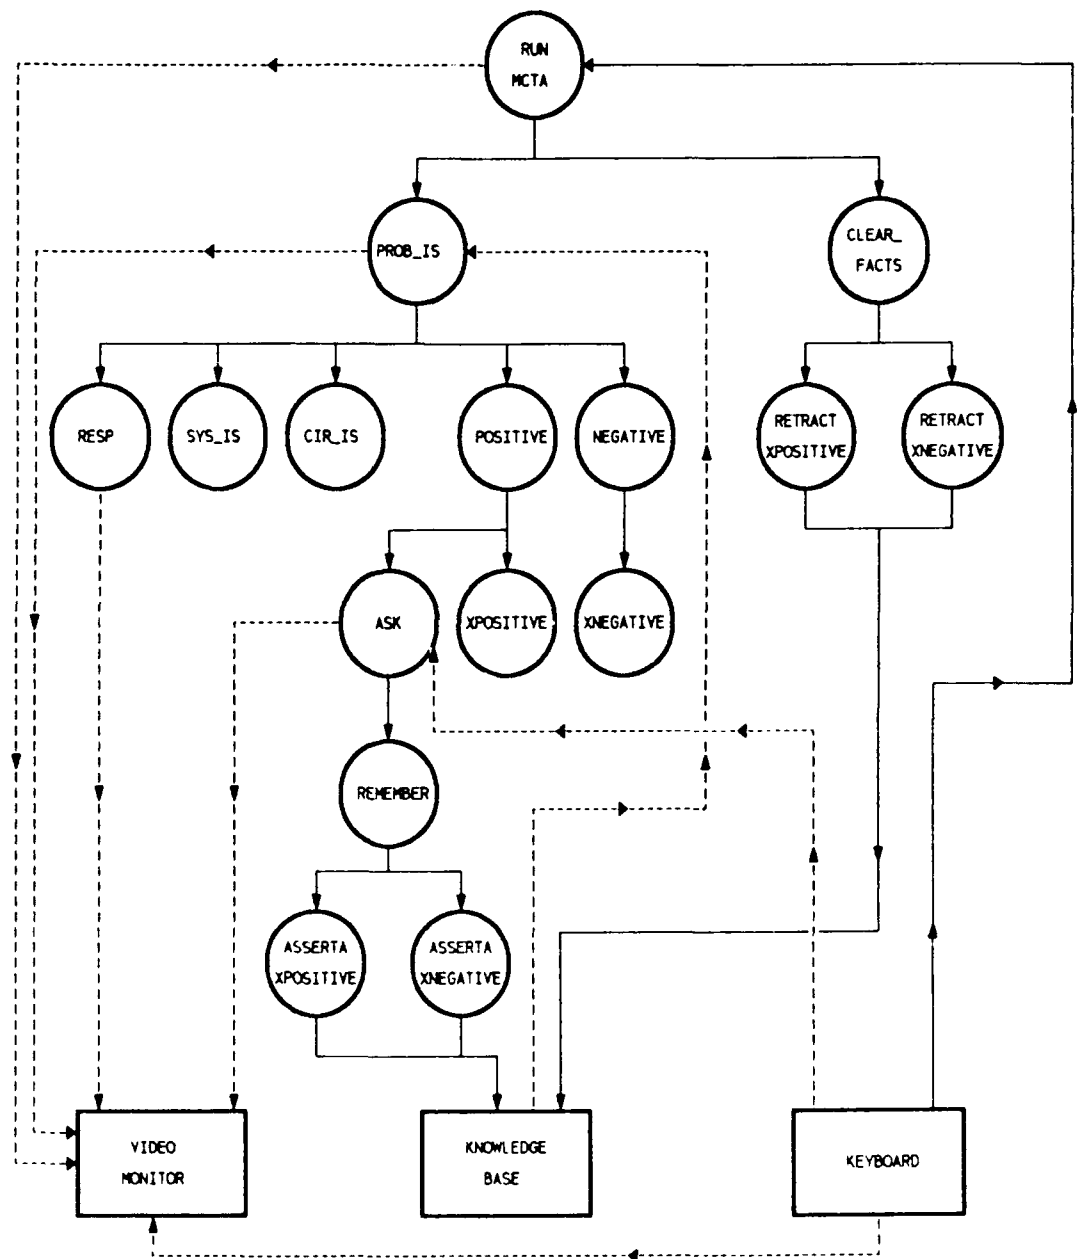 RUN
MCTA
PROB_IS
CLEAR_
FACTS
RESP
SYS_IS
CIR_IS
POSITIVE
NEGATIVE
RETRACT
XPOSITIVE
RETRACT
XNEGATIVE
ASK
XPOSITIVE
XNEGATIVE
REMEMBER
ASSERTA
XPOSITIVE
ASSERTA
XNEGATIVE
VIDEO
MONITOR
KNOWLEDGE
BASE
KEYBOARD